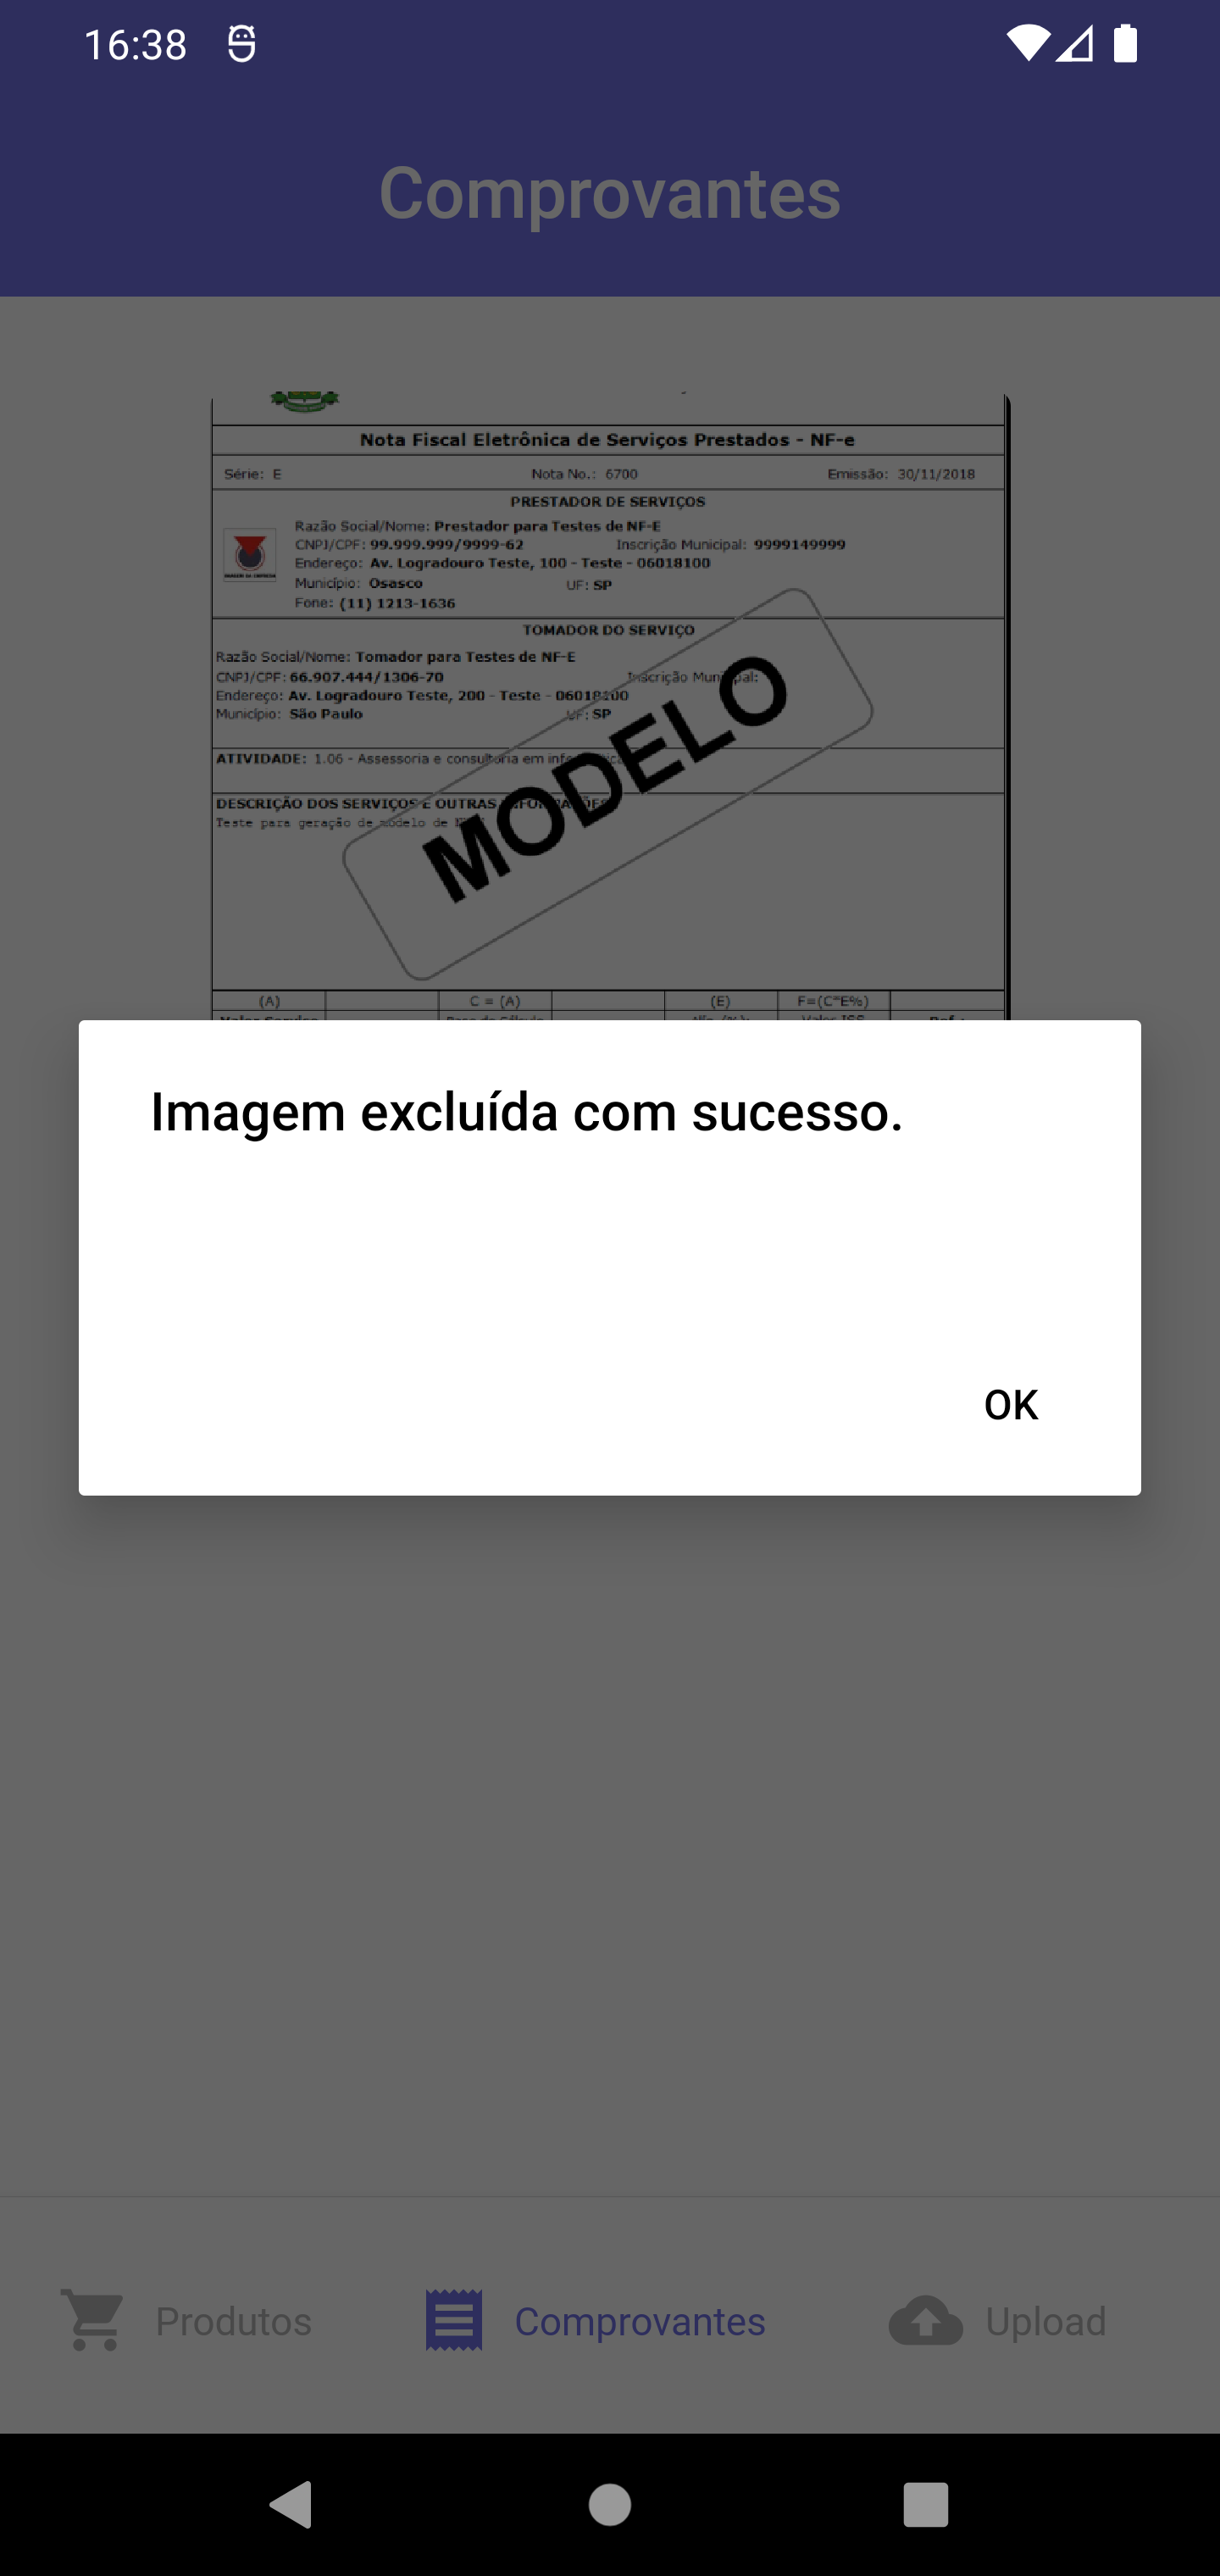 16:38
Comprovantes
Nota Fiscal Eletrônica de Serviços Prestados - NF-e
Série: E Nota No.: 6700 Emissão: 30/11/2018
PRESTADOR DE SERVIÇOS
Razão Social/Nome: Prestador para Testes de NF-E
CNPJ/CPF: 99.999.999/9999-62 Inscrição Municipal: 9999149999
Endereço: Av. Logradouro Teste, 100 - Teste - 06018100
Município: Osasco UF: SP
Fone: (11) 1213-1636
TOMADOR DO SERVIÇO
Razão Social/Nome: Tomador para Testes de NF-E
CNPJ/CPF: 66.907.444/1306-70 Inscrição Municipal:
Endereço: Av. Logradouro Teste, 200 - Teste - 06018100
Município: São Paulo UF: SP
ATIVIDADE: 1.06 - Assessoria e consultoria em
DESCRIÇÃO DOS SERVIÇOS E OUTRAS INFORMAÇÕES
Teste para geração de modelo de
MODELO
(A) C = (A) (E) F=(C*E%)
Imagem excluída com sucesso.
OK
Produtos
Comprovantes
Upload